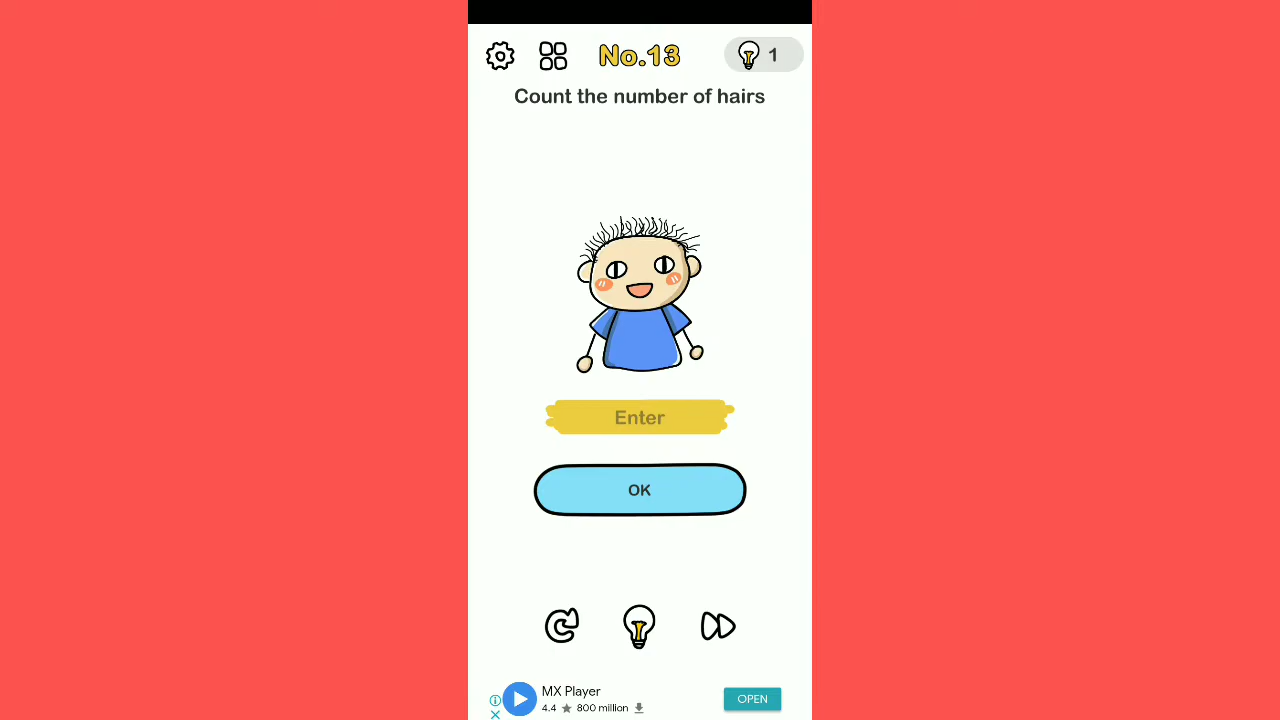 No.13
1
Count the number of hairs
Enter
OK
MX Player
4.4 ★ 800 million
OPEN